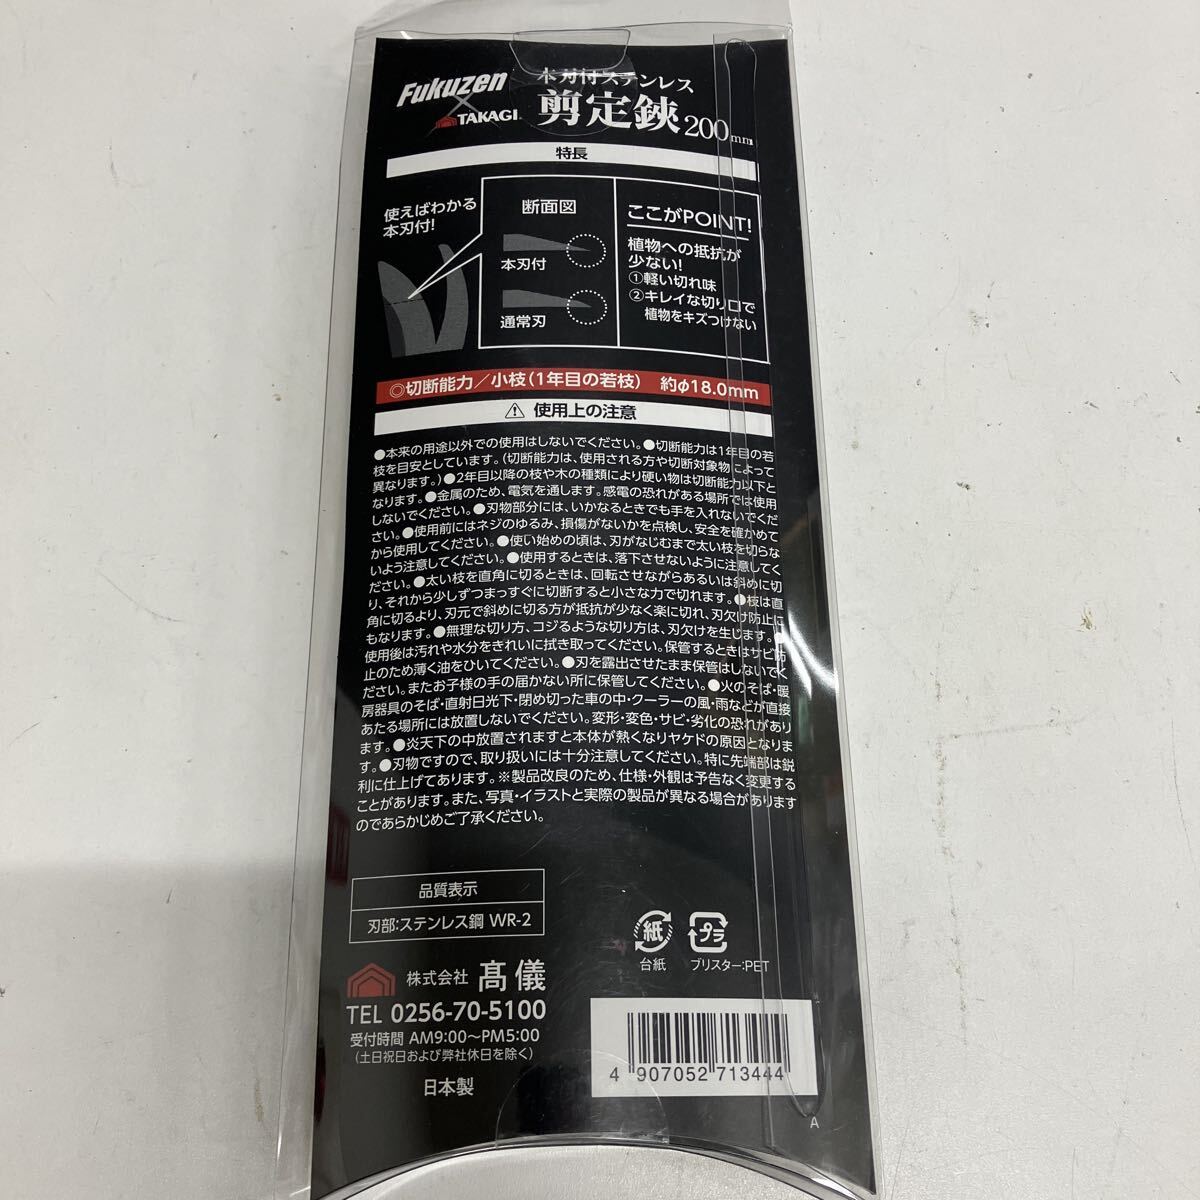 Fukuzen
×
TAKAGI
本刃付ステンレス
剪定鋏200mm
特長
使えばわかる
本刃付!
断面図
本刃付
通常刃
ここがPOINT!
植物への抵抗が
少ない!
①軽い切れ味
②キレイな切り口で
植物をキズつけない
◎切断能力／小枝（1年目の若枝） 約φ18.0mm
⚠ 使用上の注意
●本来の用途以外での使用はしないでください。●切断能力は1年目の若
枝を目安としています。（切断能力は、使用される方や切断対象物によって
異なります。）●2年目以降の枝や木の種類により硬い物は切断能力以下と
なります。●金属のため、電気を通します。感電の恐れがある場所では使用
しないでください。●刃物部分には、いかなるときでも手を入れないでくだ
さい。●使用前にはネジのゆるみ、損傷がないかを点検し、安全を確かめて
から使用してください。●使い始めの頃は、刃がなじむまで太い枝を切らな
いよう注意してください。●使用するときは、落下させないように注意してく
ださい。●太い枝を直角に切るときは、回転させながらあるいは斜めに切
り、それから少しずつまっすぐに切断すると小さな力で切れます。●枝は直
角に切るより、刃元で斜めに切る方が抵抗が少なく楽に切れ、刃欠け防止に
もなります。●無理な切り方、コジるような切り方は、刃欠けを生じます。●
使用後は汚れや水分をきれいに拭き取ってください。保管するときはサビ防
止のため薄く油をひいてください。●刃を露出させたまま保管はしないでく
ださい。またお子様の手の届かない所に保管してください。●火のそば・暖
房器具のそば・直射日光下・閉め切った車の中・クーラーの風・雨などが直接
あたる場所には放置しないでください。変形・変色・サビ・劣化の恐れがあり
ます。●炎天下の中放置されますと本体が熱くなりヤケドの原因となりま
す。●刃物ですので、取り扱いには十分注意してください。特に先端部は鋭
利に仕上げてあります。※製品改良のため、仕様・外観は予告なく変更する
ことがあります。また、写真・イラストと実際の製品が異なる場合があります
のであらかじめご了承ください。
品質表示
刃部：ステンレス鋼 WR-2
紙
台紙
プラ
ブリスター：PET
株式会社 髙儀
TEL 0256-70-5100
受付時間 AM9:00～PM5:00
（土日祝日および弊社休日を除く）
日本製
4 907052 713444
A